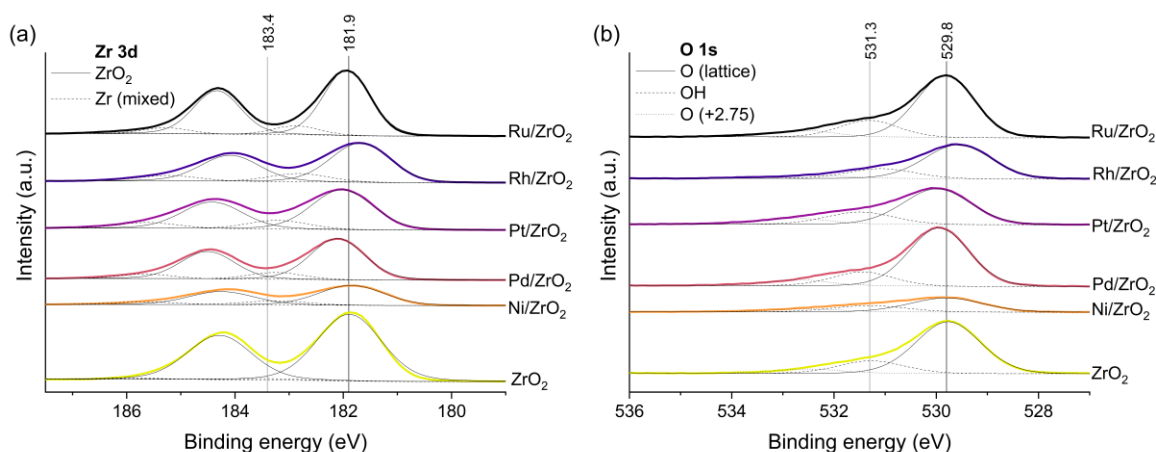 (a)
Zr 3d
ZrO₂
Zr (mixed)
183.4
181.9
Ru/ZrO₂
Rh/ZrO₂
Pt/ZrO₂
Pd/ZrO₂
Ni/ZrO₂
ZrO₂
Intensity (a.u.)
186 184 182 180
Binding energy (eV)
(b)
O 1s
O (lattice)
OH
O (+2.75)
531.3
529.8
Ru/ZrO₂
Rh/ZrO₂
Pt/ZrO₂
Pd/ZrO₂
Ni/ZrO₂
ZrO₂
Intensity (a.u.)
536 534 532 530 528
Binding energy (eV)